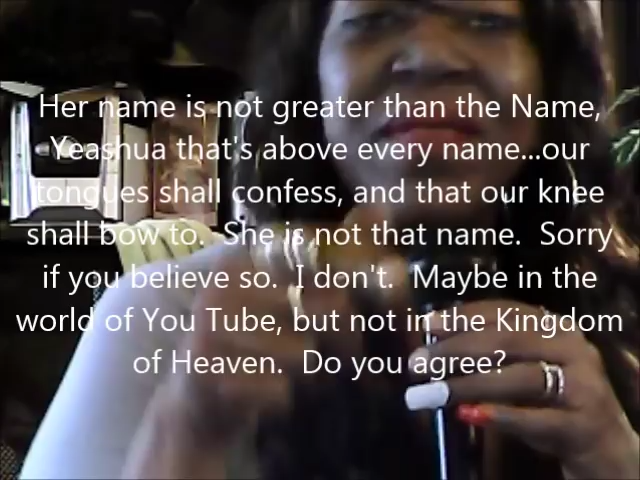 Her name is not greater than the Name,
Yeashua that's above every name...our
tongues shall confess, and that our knee
shall bow to.  She is not that name.  Sorry
if you believe so.  I don't.  Maybe in the
world of You Tube, but not in the Kingdom
of Heaven.  Do you agree?